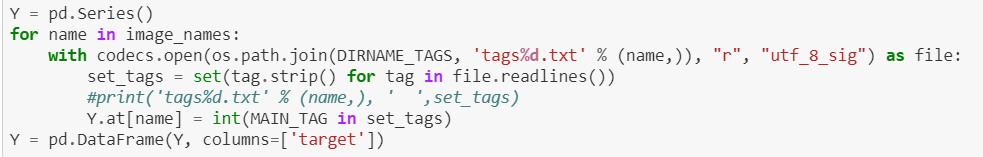 Y = pd.Series()
for name in image_names:
    with codecs.open(os.path.join(DIRNAME_TAGS, 'tags%d.txt' % (name,)), "r", "utf_8_sig") as file:
        set_tags = set(tag.strip() for tag in file.readlines())
        #print('tags%d.txt' % (name,), '  ',set_tags)
        Y.at[name] = int(MAIN_TAG in set_tags)
Y = pd.DataFrame(Y, columns=['target'])